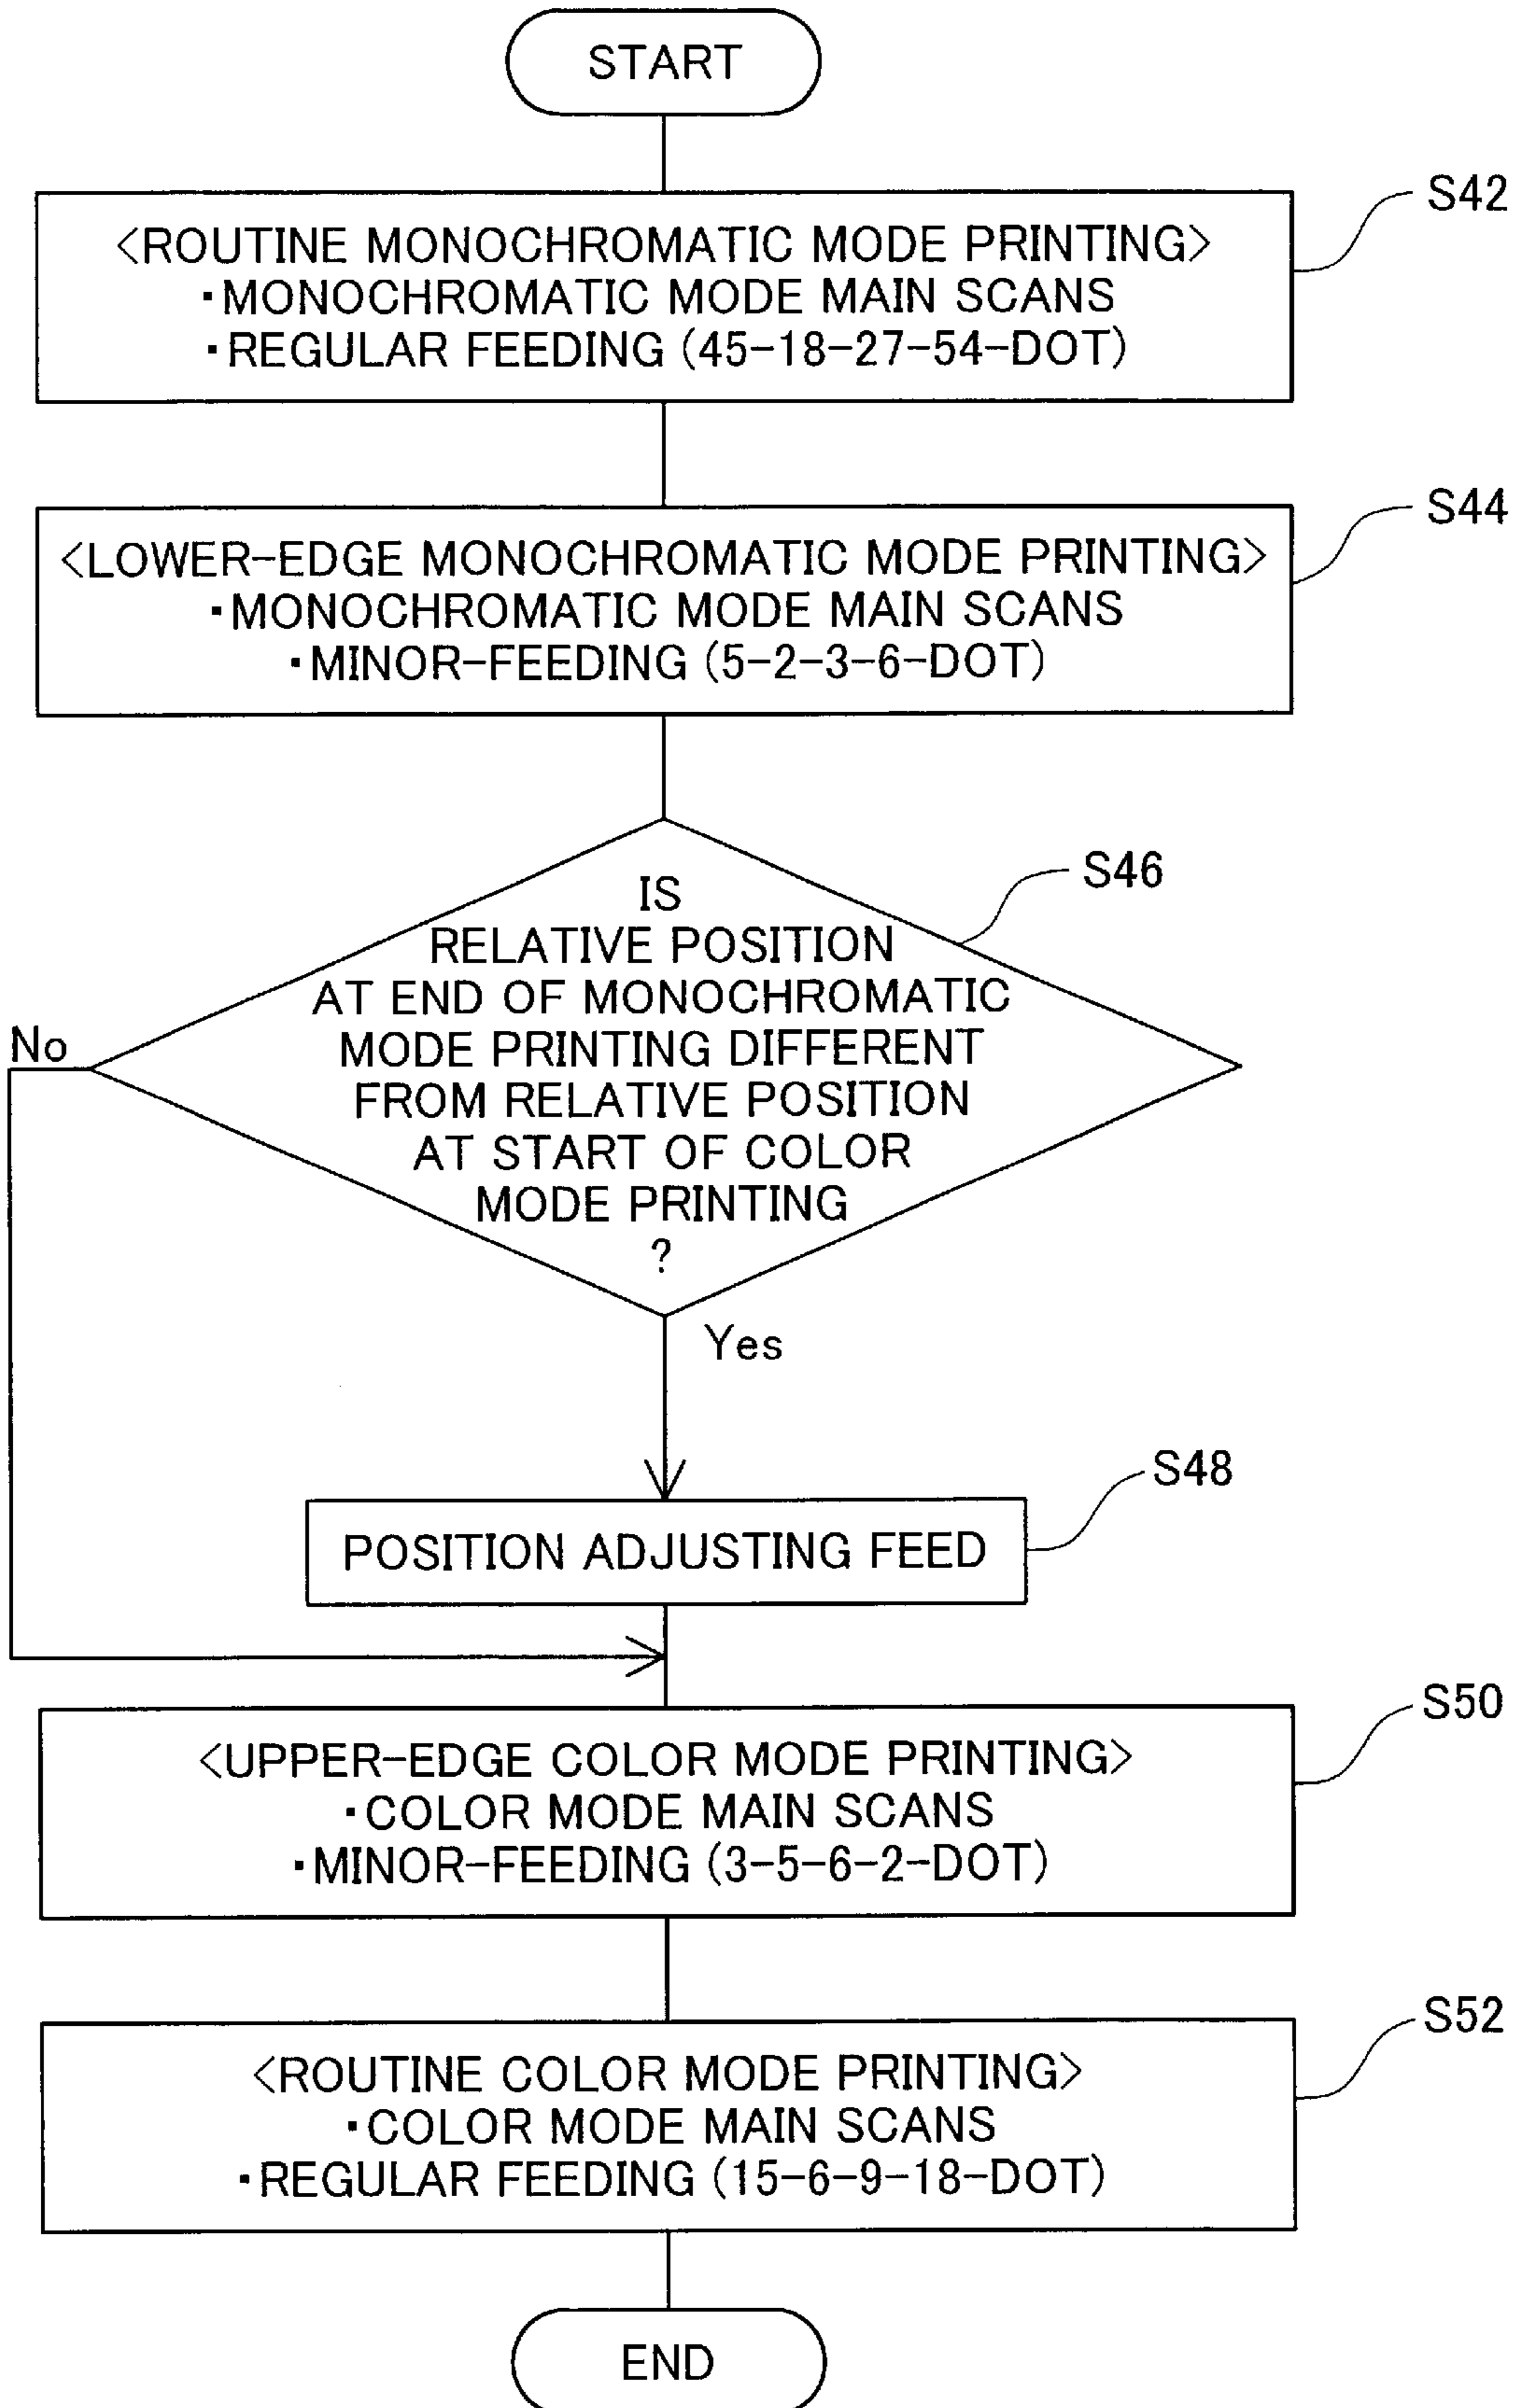 START
S42
<ROUTINE MONOCHROMATIC MODE PRINTING>
・MONOCHROMATIC MODE MAIN SCANS
・REGULAR FEEDING (45-18-27-54-DOT)
S44
<LOWER-EDGE MONOCHROMATIC MODE PRINTING>
・MONOCHROMATIC MODE MAIN SCANS
・MINOR-FEEDING (5-2-3-6-DOT)
S46
IS
RELATIVE POSITION
AT END OF MONOCHROMATIC
MODE PRINTING DIFFERENT
FROM RELATIVE POSITION
AT START OF COLOR
MODE PRINTING
?
No
Yes
S48
POSITION ADJUSTING FEED
S50
<UPPER-EDGE COLOR MODE PRINTING>
・COLOR MODE MAIN SCANS
・MINOR-FEEDING (3-5-6-2-DOT)
S52
<ROUTINE COLOR MODE PRINTING>
・COLOR MODE MAIN SCANS
・REGULAR FEEDING (15-6-9-18-DOT)
END